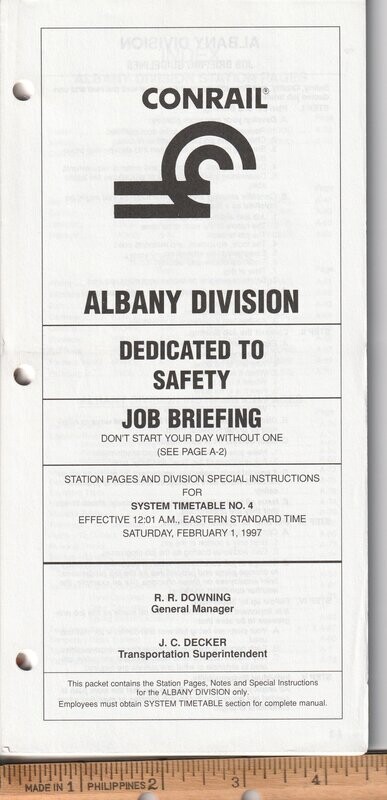 CONRAIL®
ALBANY DIVISION
DEDICATED TO
SAFETY
JOB BRIEFING
DON'T START YOUR DAY WITHOUT ONE
(SEE PAGE A-2)
STATION PAGES AND DIVISION SPECIAL INSTRUCTIONS
FOR
SYSTEM TIMETABLE NO. 4
EFFECTIVE 12:01 A.M., EASTERN STANDARD TIME
SATURDAY, FEBRUARY 1, 1997
R. R. DOWNING
General Manager
J. C. DECKER
Transportation Superintendent
This packet contains the Station Pages, Notes and Special Instructions
for the ALBANY DIVISION only.
Employees must obtain SYSTEM TIMETABLE section for complete manual.
MADE IN 1 PHILIPPINES 2 3 4